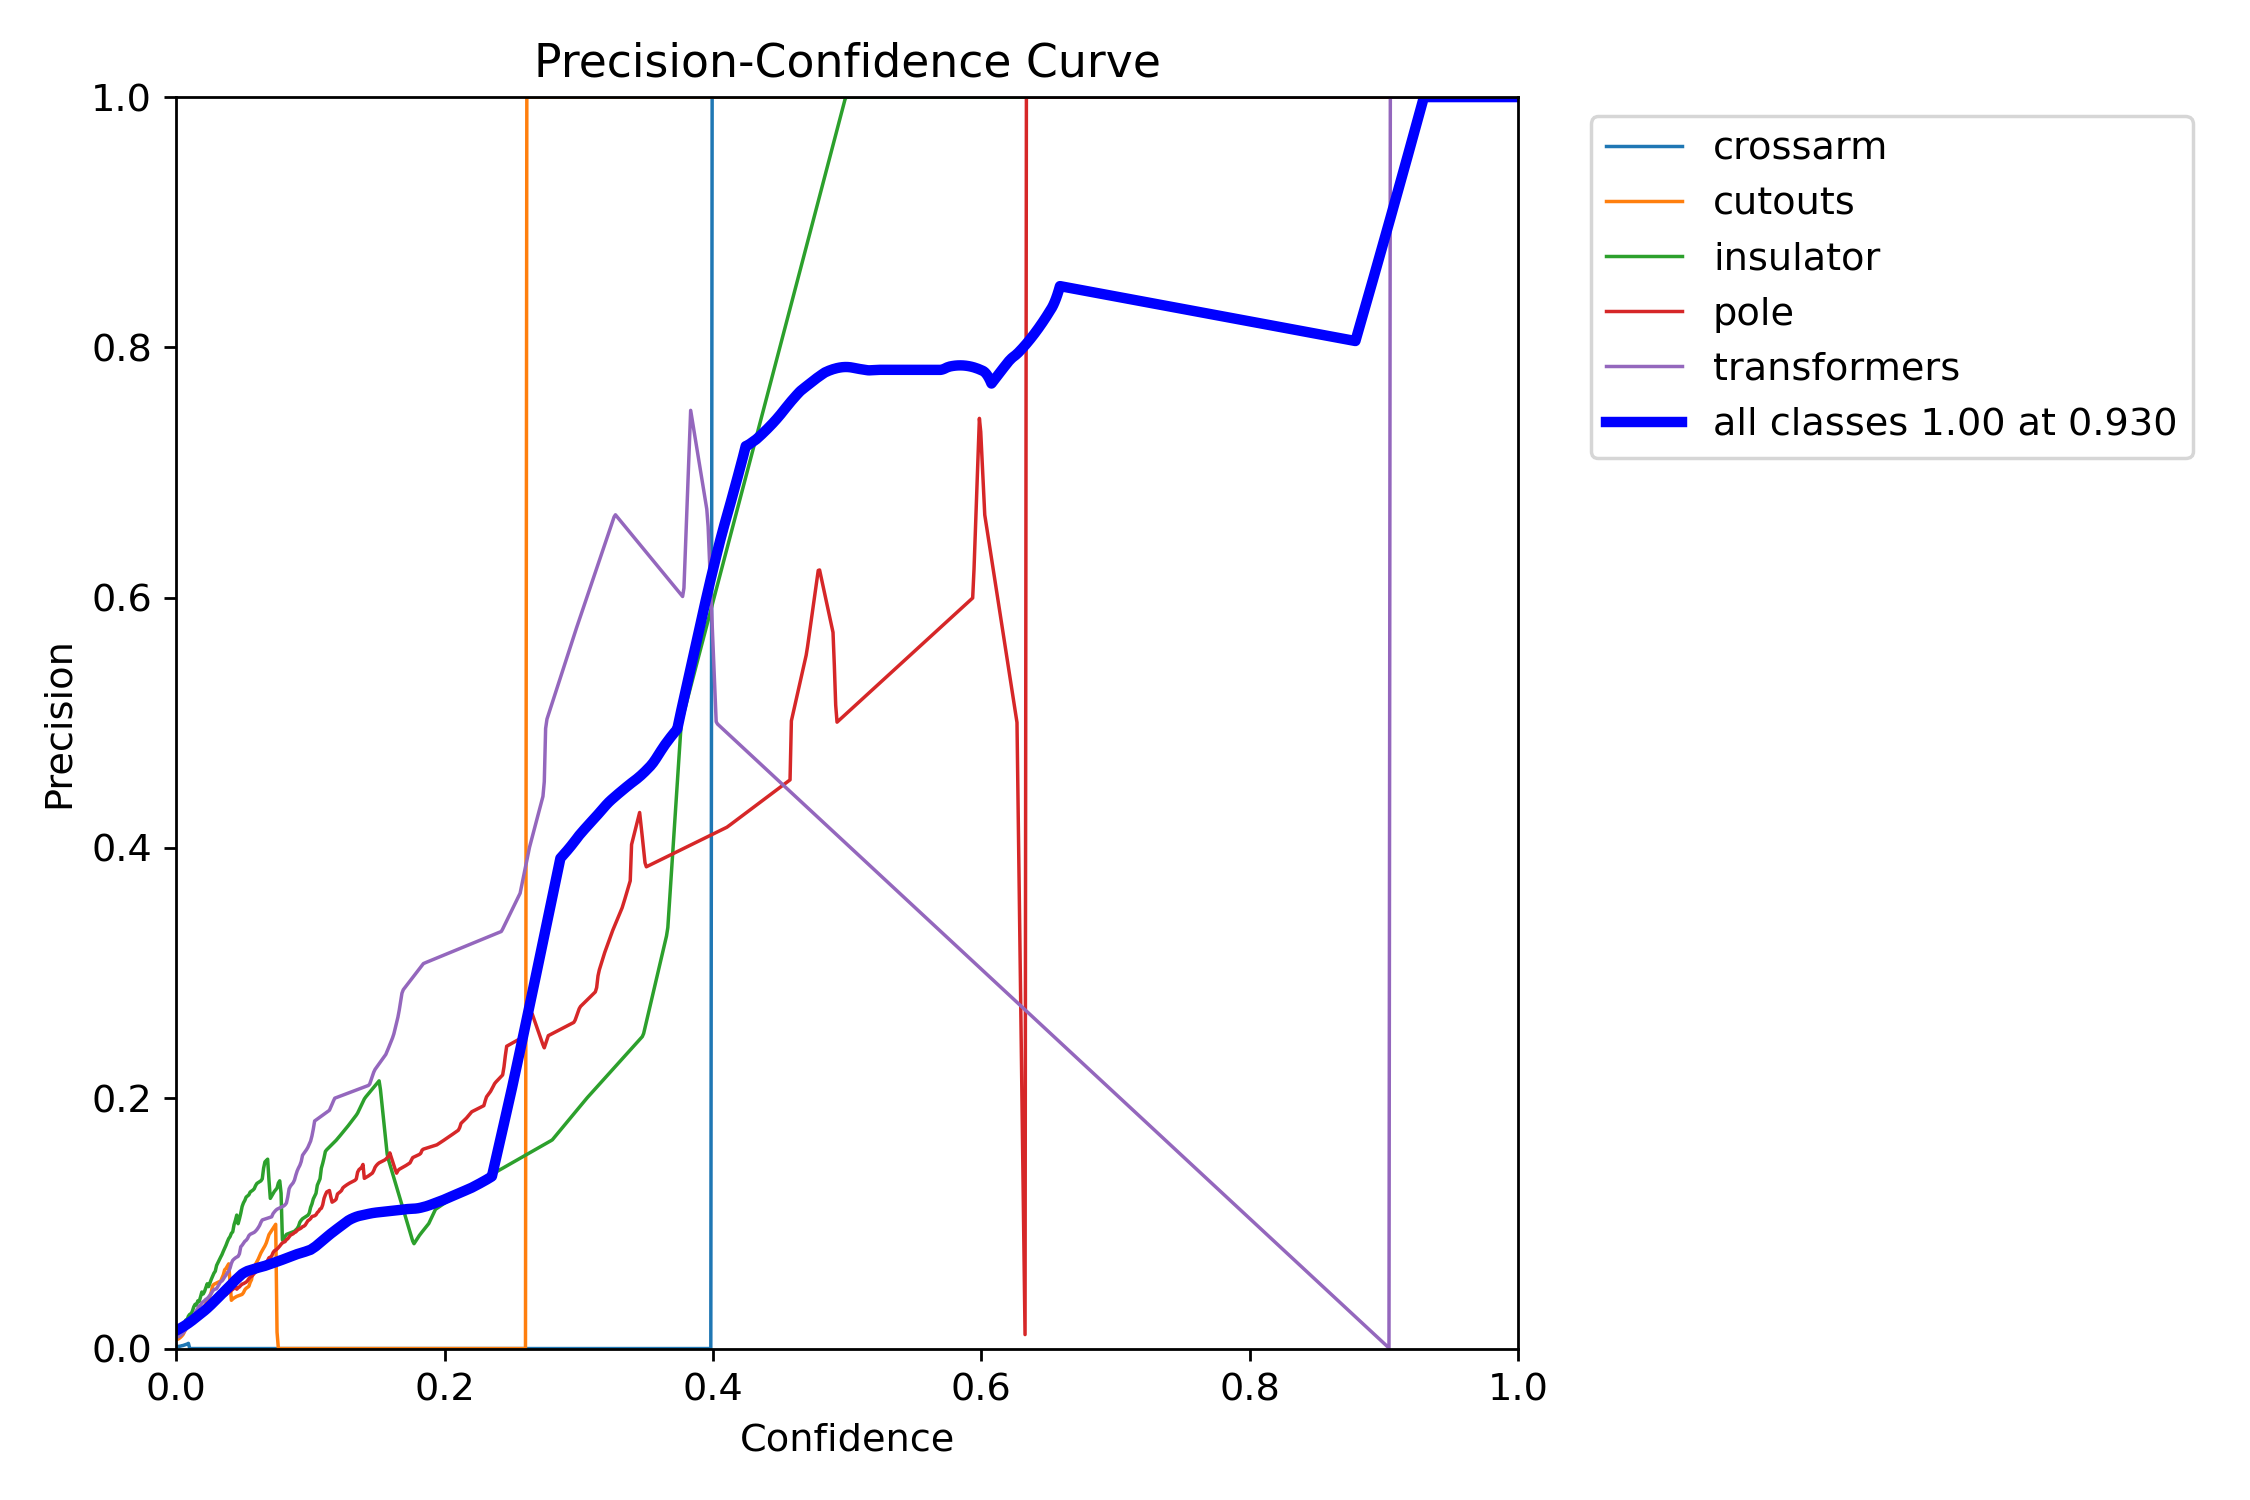 Precision-Confidence Curve
1.0
0.8
0.6
0.4
0.2
0.0
Precision
0.0 0.2 0.4 0.6 0.8 1.0
Confidence
crossarm
cutouts
insulator
pole
transformers
all classes 1.00 at 0.930